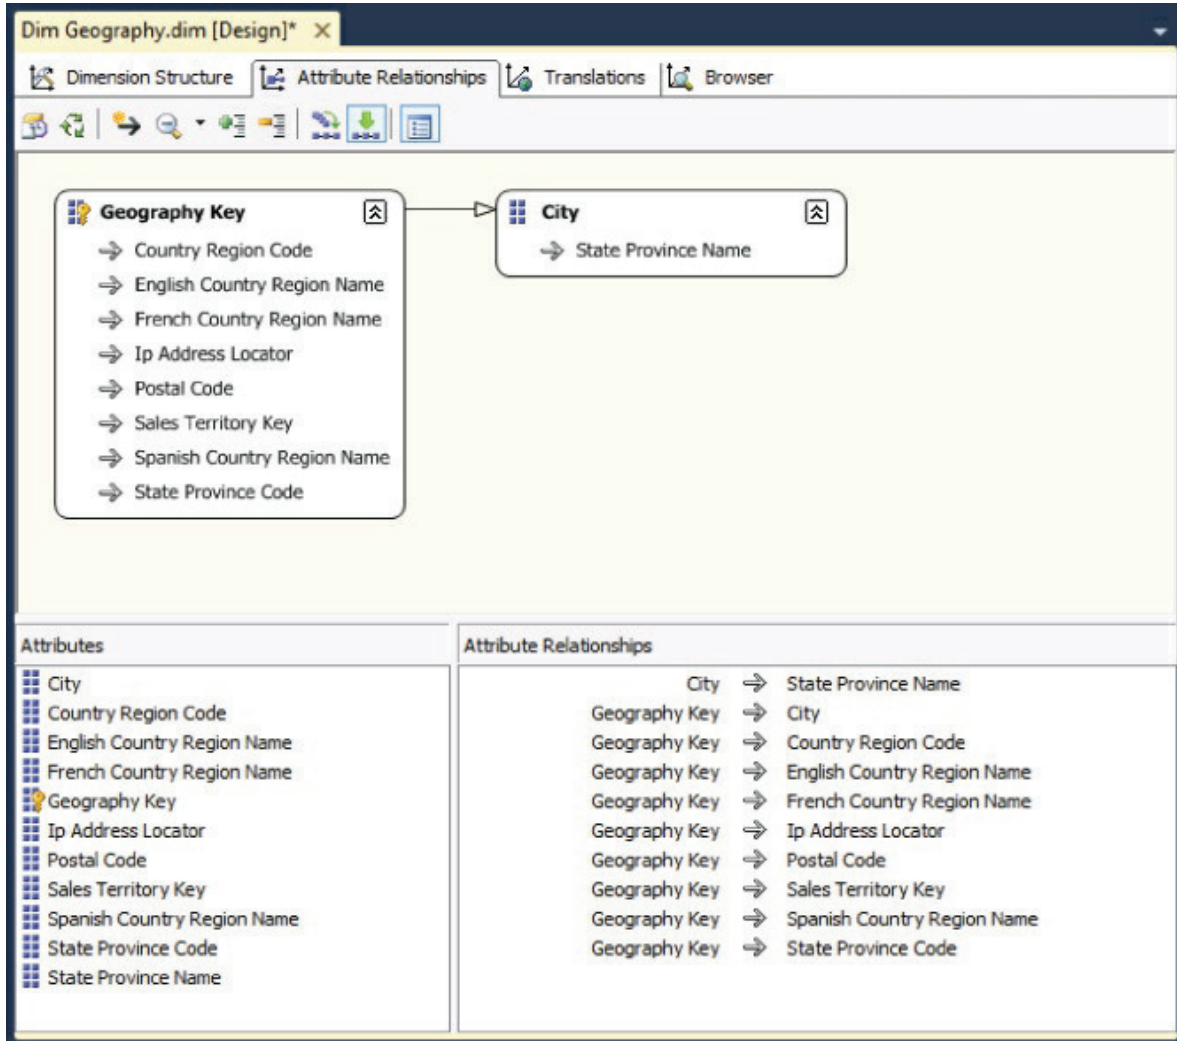 Dim Geography.dim [Design]*
Dimension Structure Attribute Relationships Translations Browser
Geography Key
Country Region Code
English Country Region Name
French Country Region Name
Ip Address Locator
Postal Code
Sales Territory Key
Spanish Country Region Name
State Province Code
City
State Province Name
Attributes
City
Country Region Code
English Country Region Name
French Country Region Name
Geography Key
Ip Address Locator
Postal Code
Sales Territory Key
Spanish Country Region Name
State Province Code
State Province Name
Attribute Relationships
City State Province Name
Geography Key City
Geography Key Country Region Code
Geography Key English Country Region Name
Geography Key French Country Region Name
Geography Key Ip Address Locator
Geography Key Postal Code
Geography Key Sales Territory Key
Geography Key Spanish Country Region Name
Geography Key State Province Code